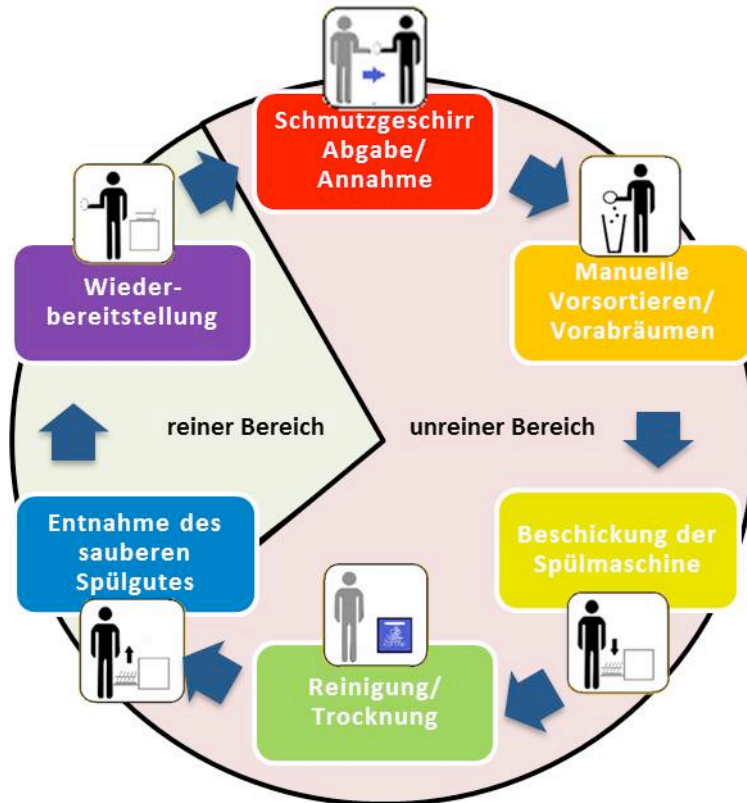 Schmutzgeschirr
Abgabe/
Annahme
Manuelle
Vorsortieren/
Vorabräumen
Beschickung der
Spülmaschine
Reinigung/
Trocknung
Entnahme des
sauberen
Spülgutes
Wieder-
bereitstellung
reiner Bereich
unreiner Bereich